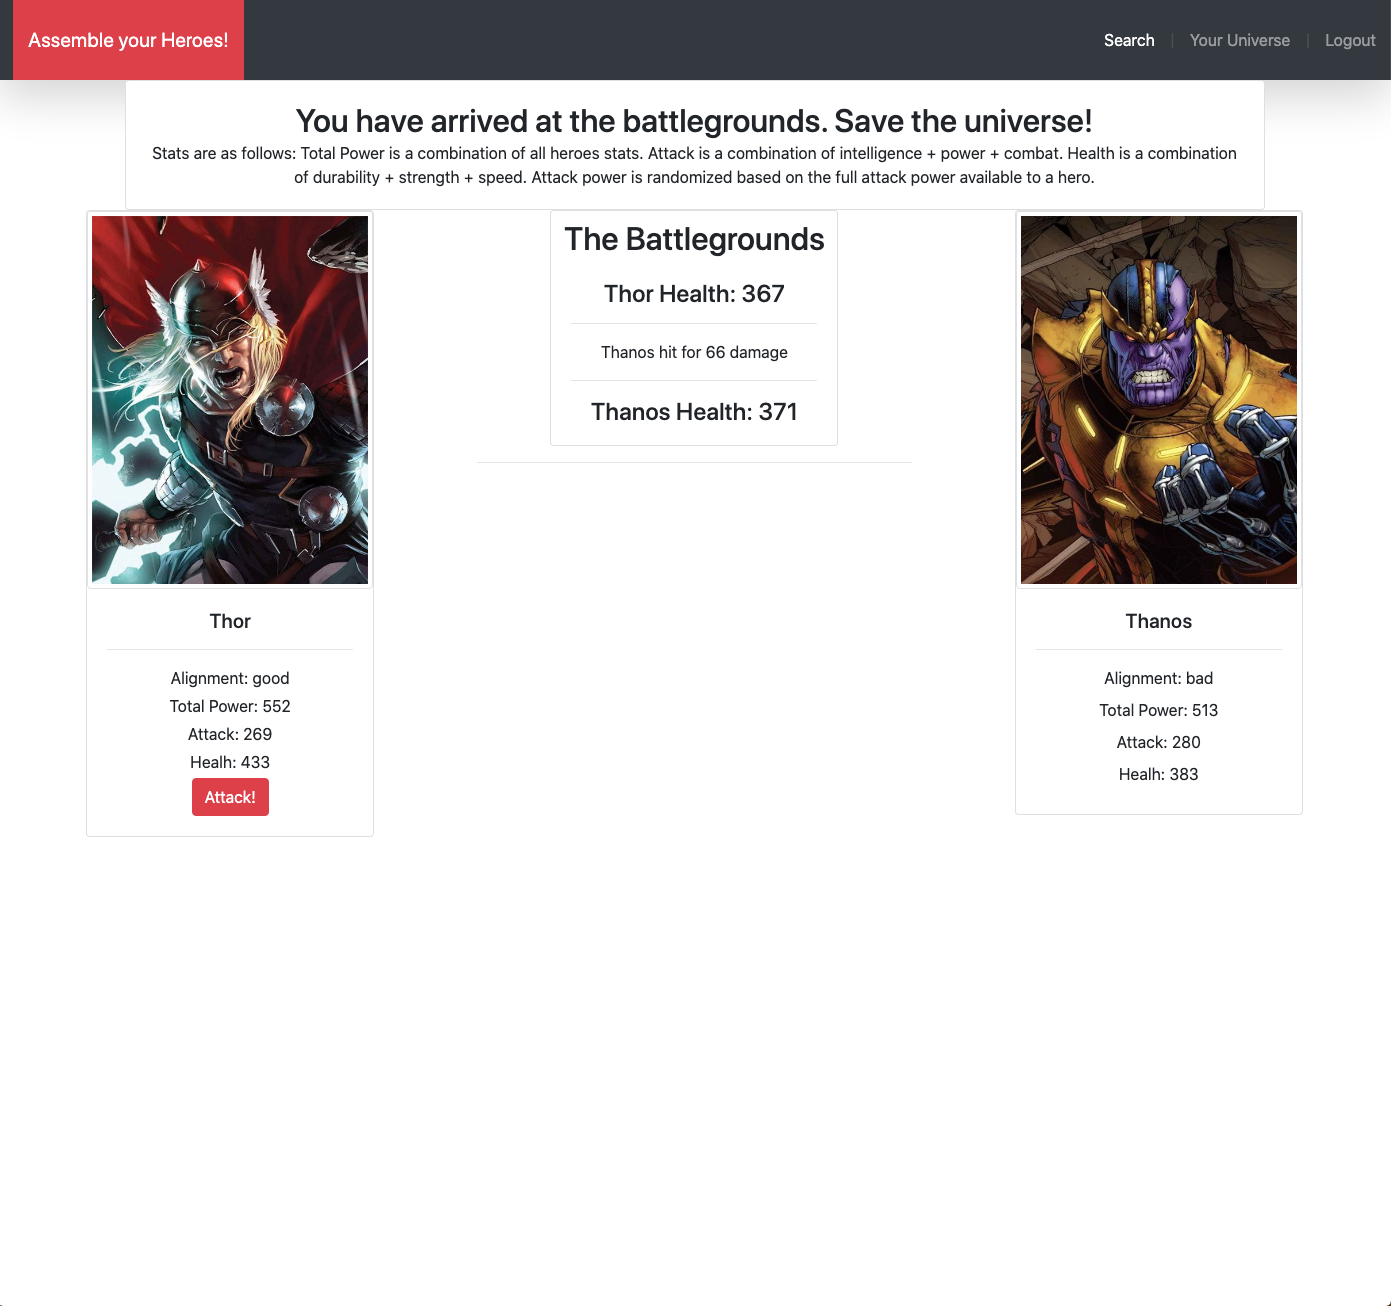 Assemble your Heroes!
Search | Your Universe | Logout
You have arrived at the battlegrounds. Save the universe!
Stats are as follows: Total Power is a combination of all heroes stats. Attack is a combination of intelligence + power + combat. Health is a combination
of durability + strength + speed. Attack power is randomized based on the full attack power available to a hero.
The Battlegrounds
Thor Health: 367
Thanos hit for 66 damage
Thanos Health: 371
Thor
Alignment: good
Total Power: 552
Attack: 269
Healh: 433
Attack!
Thanos
Alignment: bad
Total Power: 513
Attack: 280
Healh: 383